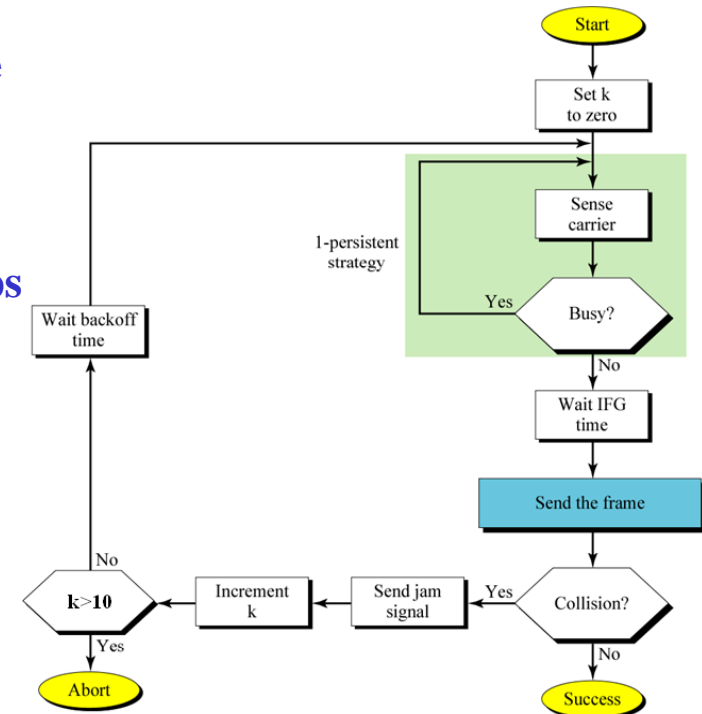 Start
Set k
to zero
Sense
carrier
1-persistent
strategy
Yes
Busy?
No
Wait backoff
time
Wait IFG
time
Send the frame
No
k>10
Increment
k
Send jam
signal
Yes
Collision?
Yes
No
Abort
Success